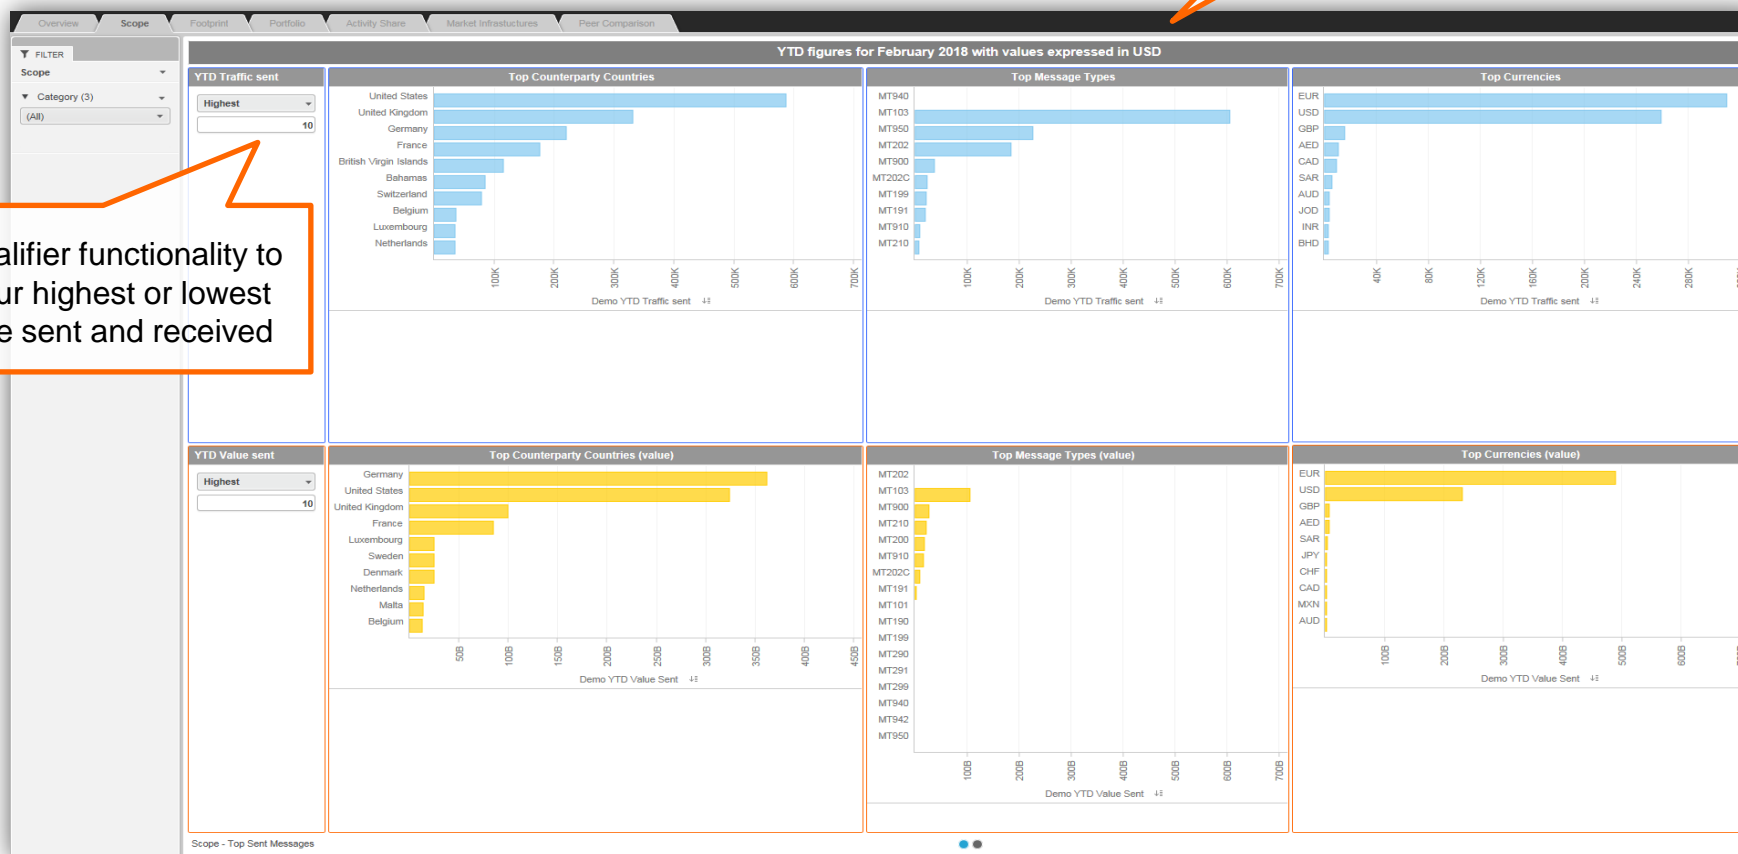 Overview
Scope
Footprint
Portfolio
Activity Share
Market Infrastuctures
Peer Comparison
FILTER
Scope
Category (3)
(All)
YTD figures for February 2018 with values expressed in USD
YTD Traffic sent
Highest
10
Top Counterparty Countries
United States
United Kingdom
Germany
France
British Virgin Islands
Bahamas
Switzerland
Belgium
Luxembourg
Netherlands
100K
200K
300K
400K
500K
600K
700K
Demo YTD Traffic sent
Top Message Types
MT940
MT103
MT950
MT202
MT900
MT202C
MT199
MT191
MT910
MT210
100K
200K
300K
400K
500K
600K
700K
Demo YTD Traffic sent
Top Currencies
EUR
USD
GBP
AED
CAD
SAR
AUD
JOD
INR
BHD
40K
80K
120K
160K
200K
240K
280K
Demo YTD Traffic sent
alifier functionality to
ur highest or lowest
e sent and received
YTD Value sent
Highest
10
Top Counterparty Countries (value)
Germany
United States
United Kingdom
France
Luxembourg
Sweden
Denmark
Netherlands
Malta
Belgium
50B
100B
150B
200B
250B
300B
350B
400B
450B
Demo YTD Value Sent
Top Message Types (value)
MT202
MT103
MT900
MT210
MT200
MT910
MT202C
MT191
MT101
MT190
MT199
MT290
MT291
MT299
MT940
MT942
MT950
100B
200B
300B
400B
500B
600B
700B
Demo YTD Value Sent
Top Currencies (value)
EUR
USD
GBP
AED
SAR
JPY
CHF
CAD
MXN
AUD
100B
200B
300B
400B
500B
600B
Demo YTD Value Sent
Scope - Top Sent Messages